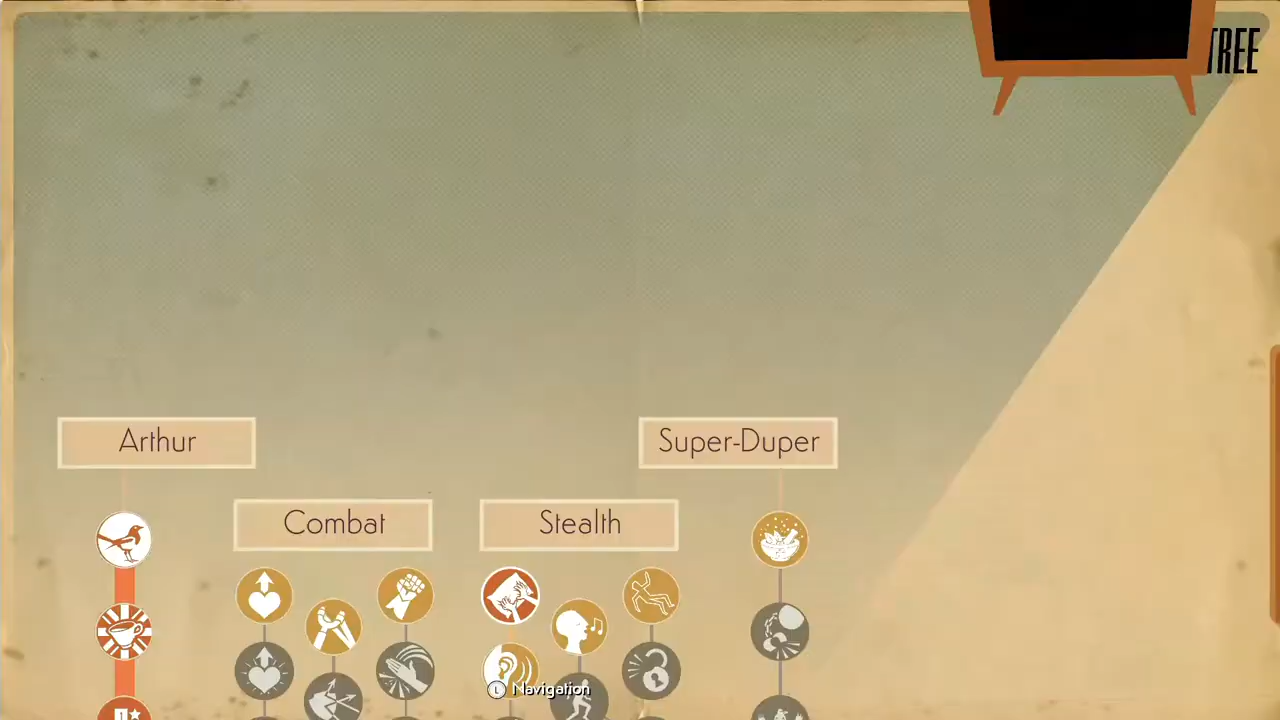 TREE
Arthur
Super-Duper
Combat
Stealth
L Navigation